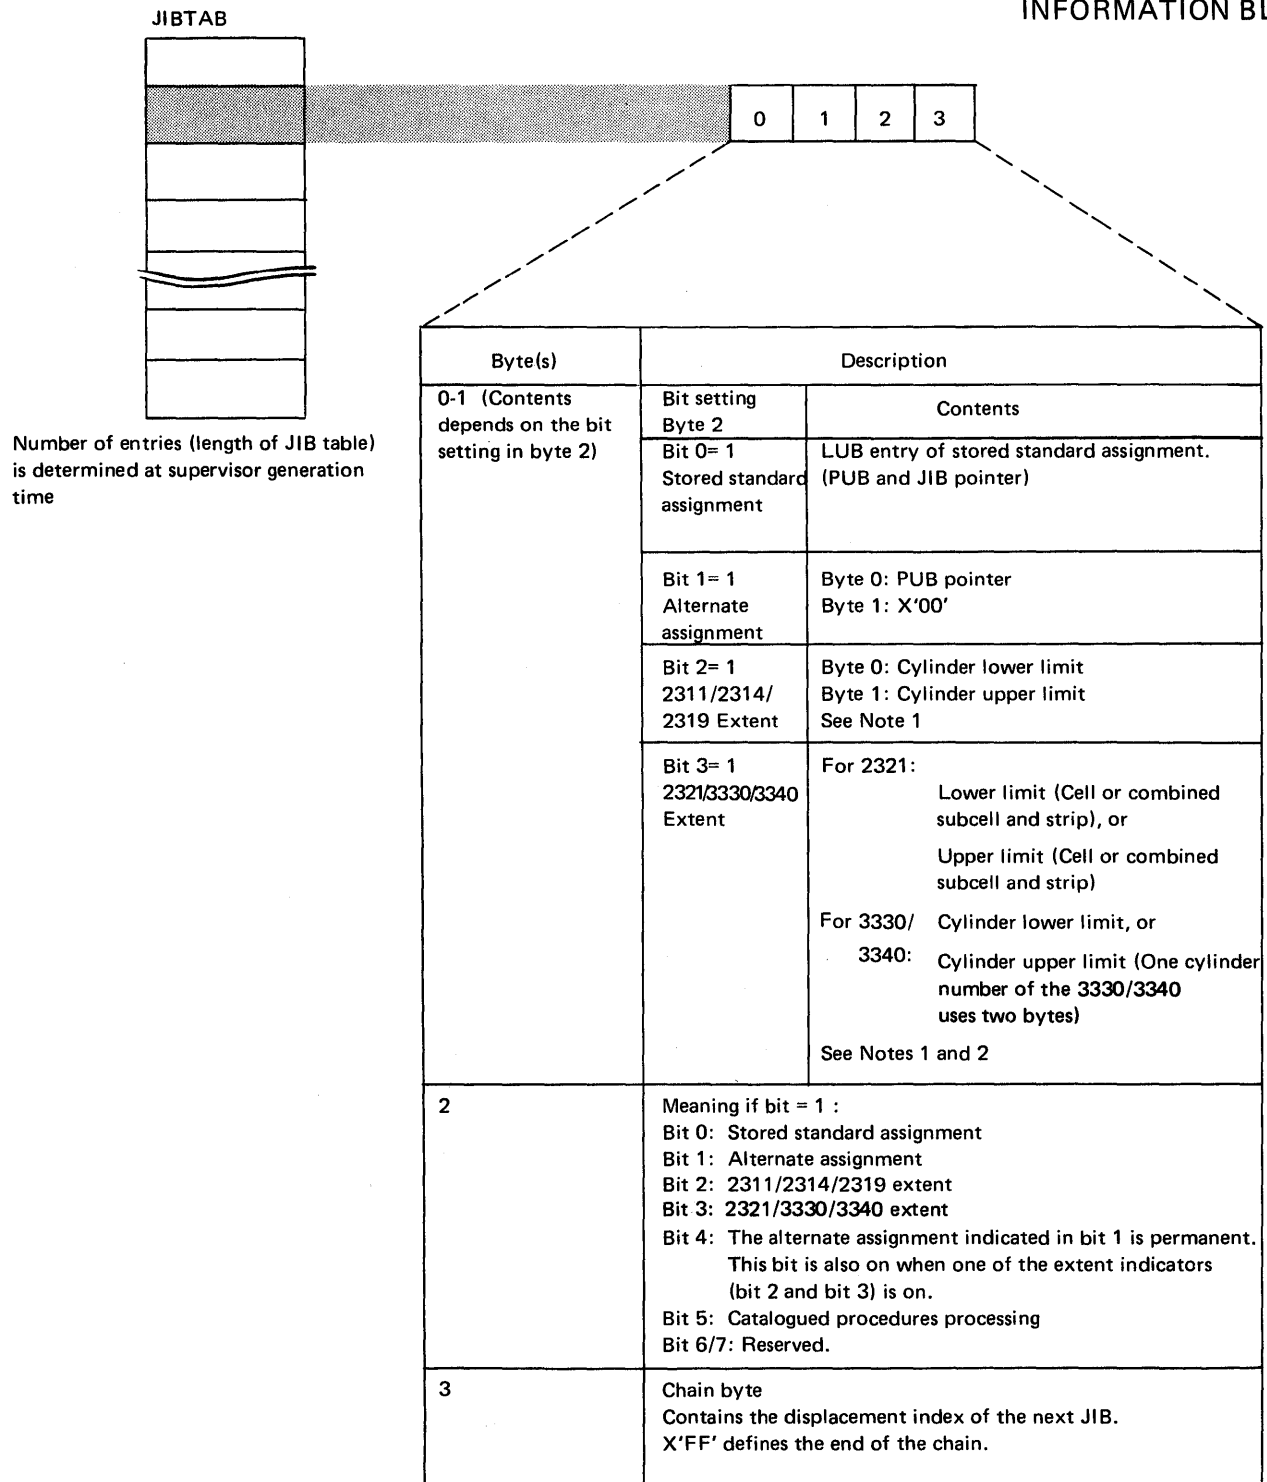 INFORMATION BL
JIBTAB
0 1 2 3
Number of entries (length of JIB table)
is determined at supervisor generation
time
Byte(s) Description
0-1 (Contents
depends on the bit
setting in byte 2)
Bit setting
Byte 2
Contents
Bit 0= 1
Stored standard
assignment
LUB entry of stored standard assignment.
(PUB and JIB pointer)
Bit 1= 1
Alternate
assignment
Byte 0: PUB pointer
Byte 1: X'00'
Bit 2= 1
2311/2314/
2319 Extent
Byte 0: Cylinder lower limit
Byte 1: Cylinder upper limit
See Note 1
Bit 3= 1
2321/3330/3340
Extent
For 2321:
Lower limit (Cell or combined
subcell and strip), or
Upper limit (Cell or combined
subcell and strip)
For 3330/ Cylinder lower limit, or
3340: Cylinder upper limit (One cylinder
number of the 3330/3340
uses two bytes)
See Notes 1 and 2
2
Meaning if bit = 1 :
Bit 0: Stored standard assignment
Bit 1: Alternate assignment
Bit 2: 2311/2314/2319 extent
Bit 3: 2321/3330/3340 extent
Bit 4: The alternate assignment indicated in bit 1 is permanent.
This bit is also on when one of the extent indicators
(bit 2 and bit 3) is on.
Bit 5: Catalogued procedures processing
Bit 6/7: Reserved.
3
Chain byte
Contains the displacement index of the next JIB.
X'FF' defines the end of the chain.